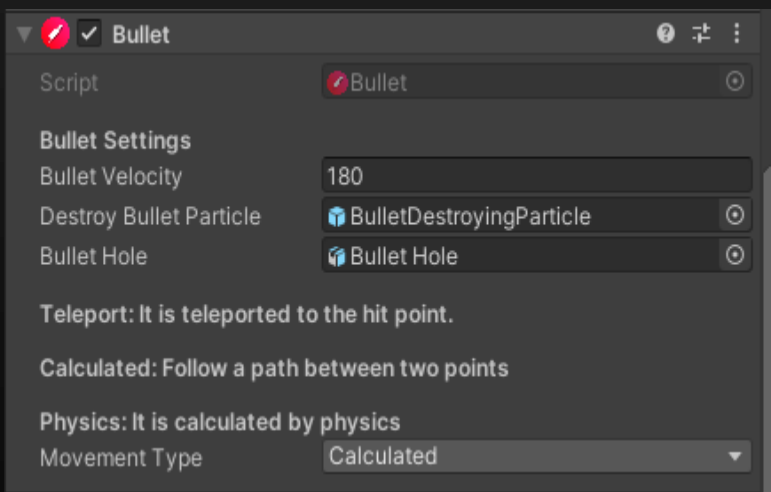 Bullet
Script Bullet
Bullet Settings
Bullet Velocity 180
Destroy Bullet Particle BulletDestroyingParticle
Bullet Hole Bullet Hole
Teleport: It is teleported to the hit point.
Calculated: Follow a path between two points
Physics: It is calculated by physics
Movement Type Calculated